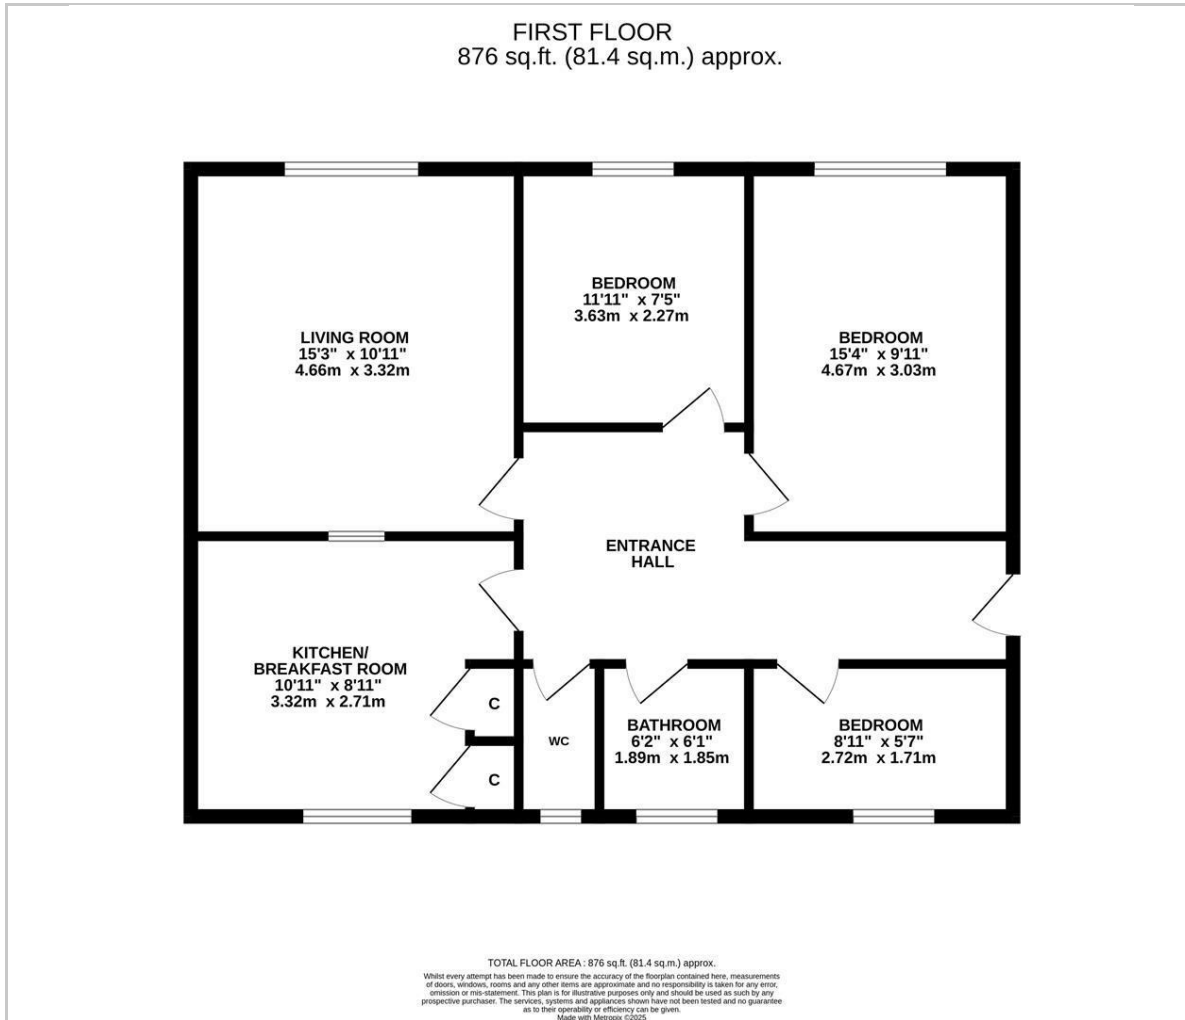 FIRST FLOOR
876 sq.ft. (81.4 sq.m.) approx.
BEDROOM
11'11" x 7'5"
3.63m x 2.27m
LIVING ROOM
15'3" x 10'11"
4.66m x 3.32m
BEDROOM
15'4" x 9'11"
4.67m x 3.03m
ENTRANCE
HALL
KITCHEN/
BREAKFAST ROOM
10'11" x 8'11"
3.32m x 2.71m
C
C
WC
BATHROOM
6'2" x 6'1"
1.89m x 1.85m
BEDROOM
8'11" x 5'7"
2.72m x 1.71m
TOTAL FLOOR AREA : 876 sq.ft. (81.4 sq.m.) approx.
Whilst every attempt has been made to ensure the accuracy of the floorplan contained here, measurements
of doors, windows, rooms and any other items are approximate and no responsibility is taken for any error,
omission or mis-statement. This plan is for illustrative purposes only and should be used as such by any
prospective purchaser. The services, systems and appliances shown have not been tested and no guarantee
as to their operability or efficiency can be given.
Made with Metropix ©2025